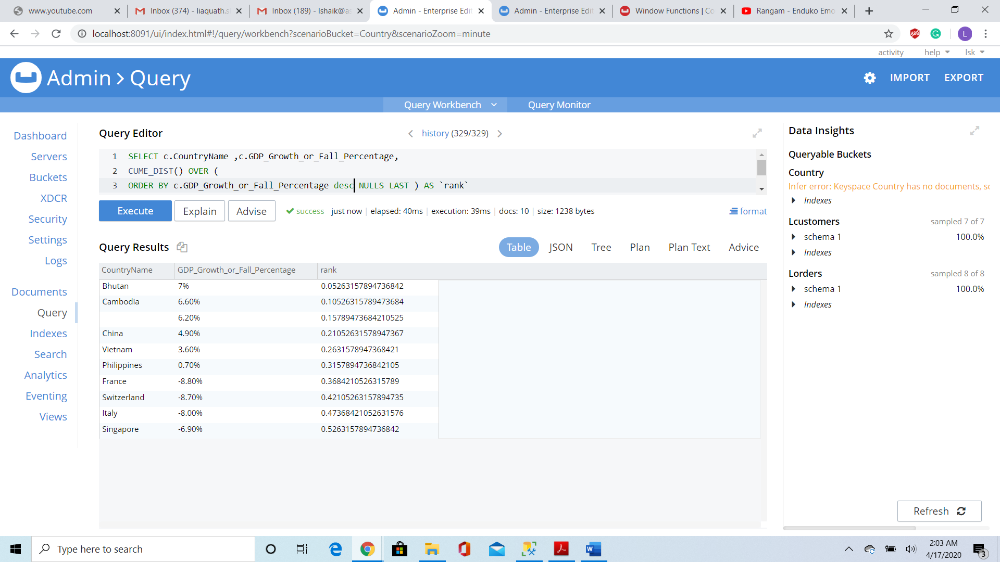 www.youtube.com
Inbox (374) - liaquath.s
Inbox (189) - lshaik@as
Admin - Enterprise Edit
Admin - Enterprise Edit
Window Functions | Co
Rangam - Enduko Emo
localhost:8091/ui/index.html#!/query/workbench?scenarioBucket=Country&scenarioZoom=minute
L
activity help lsk
Admin > Query
IMPORT EXPORT
Query Workbench Query Monitor
Dashboard
Servers
Buckets
XDCR
Security
Settings
Logs
Documents
Query
Indexes
Search
Analytics
Eventing
Views
Query Editor
history (329/329)
1 SELECT c.CountryName ,c.GDP_Growth_or_Fall_Percentage,
2 CUME_DIST() OVER (
3 ORDER BY c.GDP_Growth_or_Fall_Percentage desc NULLS LAST ) AS `rank`
Execute Explain Advise
success just now | elapsed: 40ms | execution: 39ms | docs: 10 | size: 1238 bytes
format
Query Results
Table JSON Tree Plan Plan Text Advice
CountryName GDP_Growth_or_Fall_Percentage rank
Bhutan 7% 0.05263157894736842
Cambodia 6.60% 0.10526315789473684
6.20% 0.15789473684210525
China 4.90% 0.21052631578947367
Vietnam 3.60% 0.2631578947368421
Philippines 0.70% 0.3157894736842105
France -8.80% 0.3684210526315789
Switzerland -8.70% 0.42105263157894735
Italy -8.00% 0.47368421052631576
Singapore -6.90% 0.5263157894736842
Data Insights
Queryable Buckets
Country
Infer error: Keyspace Country has no documents, sc
Indexes
Lcustomers sampled 7 of 7
schema 1 100.0%
Indexes
Lorders sampled 8 of 8
schema 1 100.0%
Indexes
Refresh
Type here to search
2:03 AM
4/17/2020
3